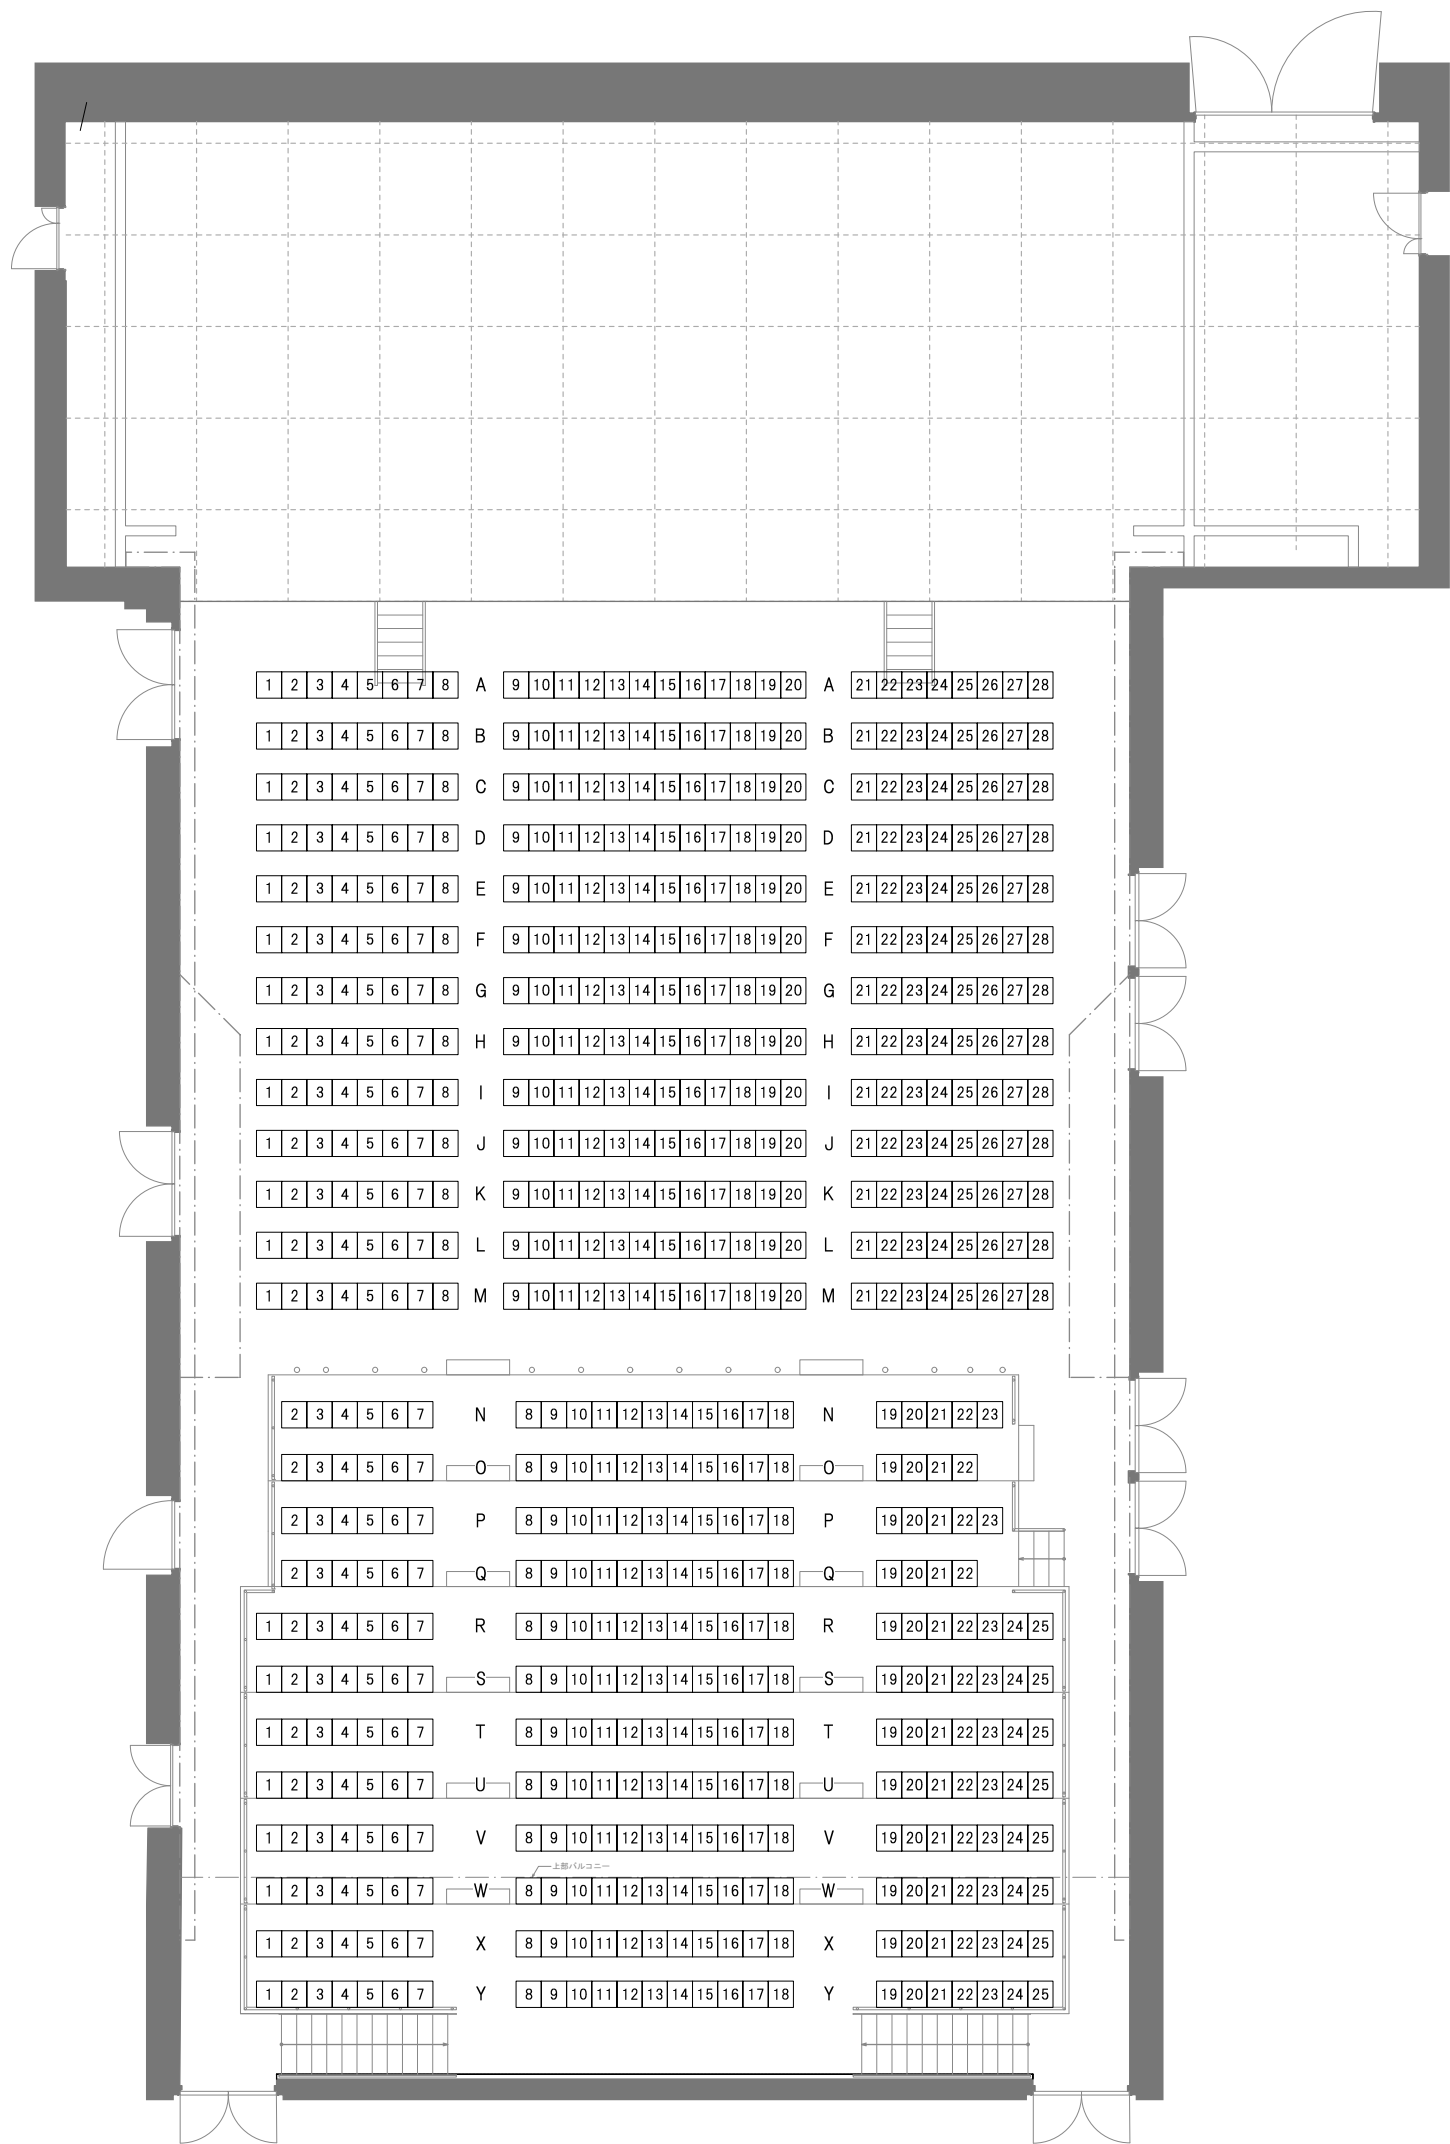 1 2 3 4 5 6 7 8 A 9 10 11 12 13 14 15 16 17 18 19 20 A 21 22 23 24 25 26 27 28
1 2 3 4 5 6 7 8 B 9 10 11 12 13 14 15 16 17 18 19 20 B 21 22 23 24 25 26 27 28
1 2 3 4 5 6 7 8 C 9 10 11 12 13 14 15 16 17 18 19 20 C 21 22 23 24 25 26 27 28
1 2 3 4 5 6 7 8 D 9 10 11 12 13 14 15 16 17 18 19 20 D 21 22 23 24 25 26 27 28
1 2 3 4 5 6 7 8 E 9 10 11 12 13 14 15 16 17 18 19 20 E 21 22 23 24 25 26 27 28
1 2 3 4 5 6 7 8 F 9 10 11 12 13 14 15 16 17 18 19 20 F 21 22 23 24 25 26 27 28
1 2 3 4 5 6 7 8 G 9 10 11 12 13 14 15 16 17 18 19 20 G 21 22 23 24 25 26 27 28
1 2 3 4 5 6 7 8 H 9 10 11 12 13 14 15 16 17 18 19 20 H 21 22 23 24 25 26 27 28
1 2 3 4 5 6 7 8 I 9 10 11 12 13 14 15 16 17 18 19 20 I 21 22 23 24 25 26 27 28
1 2 3 4 5 6 7 8 J 9 10 11 12 13 14 15 16 17 18 19 20 J 21 22 23 24 25 26 27 28
1 2 3 4 5 6 7 8 K 9 10 11 12 13 14 15 16 17 18 19 20 K 21 22 23 24 25 26 27 28
1 2 3 4 5 6 7 8 L 9 10 11 12 13 14 15 16 17 18 19 20 L 21 22 23 24 25 26 27 28
1 2 3 4 5 6 7 8 M 9 10 11 12 13 14 15 16 17 18 19 20 M 21 22 23 24 25 26 27 28
2 3 4 5 6 7 N 8 9 10 11 12 13 14 15 16 17 18 N 19 20 21 22 23
2 3 4 5 6 7 O 8 9 10 11 12 13 14 15 16 17 18 O 19 20 21 22
2 3 4 5 6 7 P 8 9 10 11 12 13 14 15 16 17 18 P 19 20 21 22 23
2 3 4 5 6 7 Q 8 9 10 11 12 13 14 15 16 17 18 Q 19 20 21 22
1 2 3 4 5 6 7 R 8 9 10 11 12 13 14 15 16 17 18 R 19 20 21 22 23 24 25
1 2 3 4 5 6 7 S 8 9 10 11 12 13 14 15 16 17 18 S 19 20 21 22 23 24 25
1 2 3 4 5 6 7 T 8 9 10 11 12 13 14 15 16 17 18 T 19 20 21 22 23 24 25
1 2 3 4 5 6 7 U 8 9 10 11 12 13 14 15 16 17 18 U 19 20 21 22 23 24 25
1 2 3 4 5 6 7 V 8 9 10 11 12 13 14 15 16 17 18 V 19 20 21 22 23 24 25
上部バルコニー
1 2 3 4 5 6 7 W 8 9 10 11 12 13 14 15 16 17 18 W 19 20 21 22 23 24 25
1 2 3 4 5 6 7 X 8 9 10 11 12 13 14 15 16 17 18 X 19 20 21 22 23 24 25
1 2 3 4 5 6 7 Y 8 9 10 11 12 13 14 15 16 17 18 Y 19 20 21 22 23 24 25